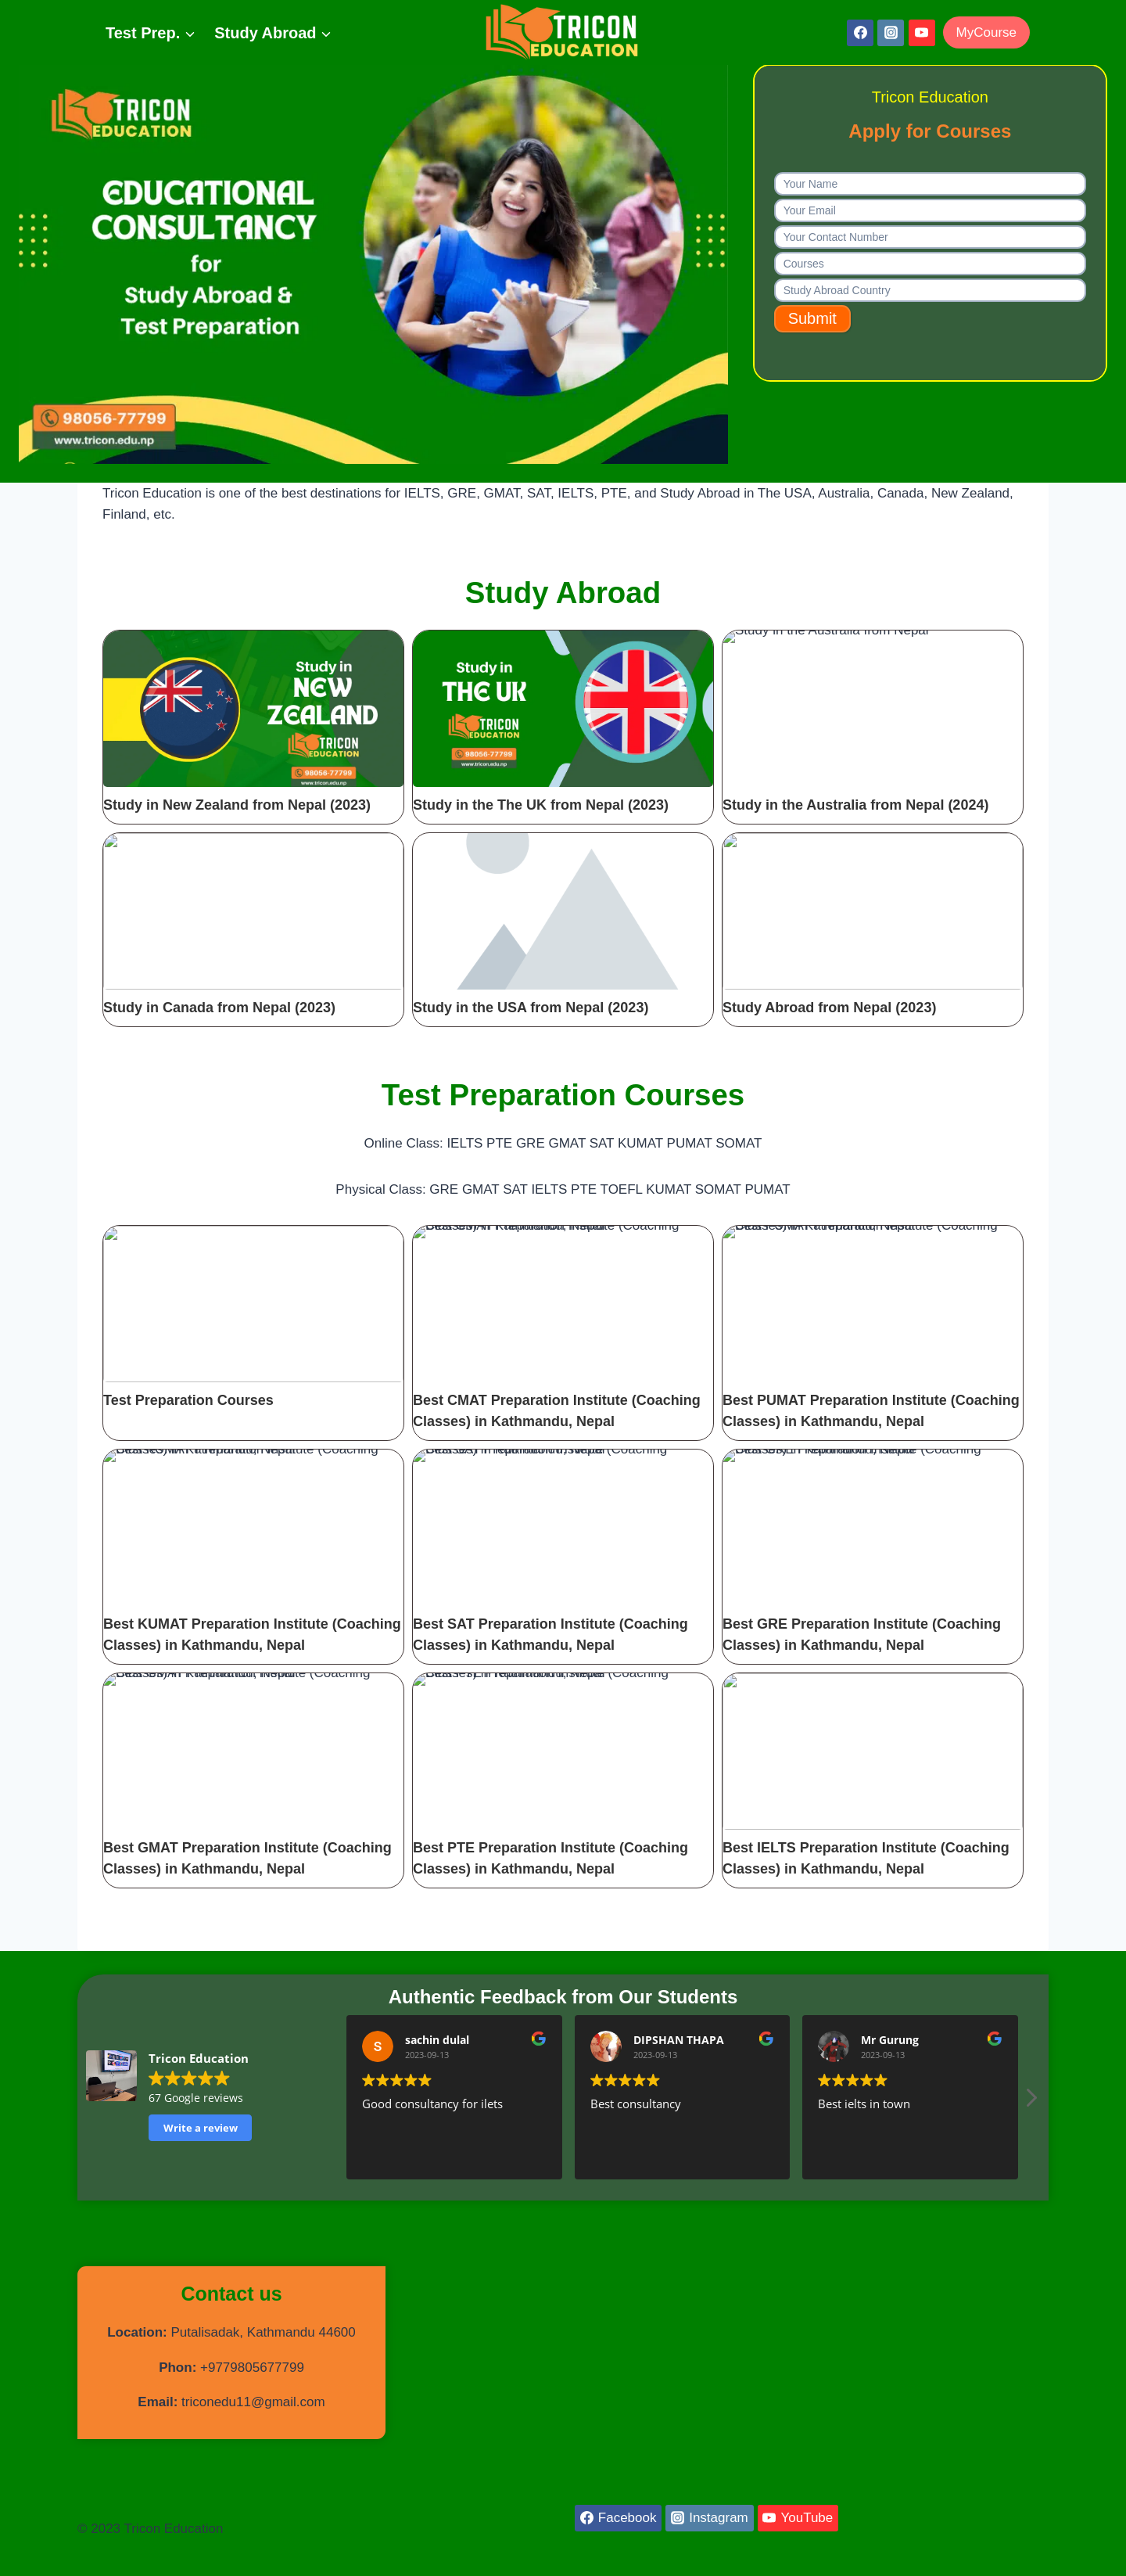 Test Prep.
Study Abroad
TRICON
EDUCATION
MyCourse
TRICON
EDUCATION
EDUCATIONAL
CONSULTANCY
for
Study Abroad &
Test Preparation
98056-77799
www.tricon.edu.np
Tricon Education
Apply for Courses
Your Name
Your Email
Your Contact Number
Courses
Study Abroad Country
Submit
Tricon Education is one of the best destinations for IELTS, GRE, GMAT, SAT, IELTS, PTE, and Study Abroad in The USA, Australia, Canada, New Zealand,
Finland, etc.
Study Abroad
Study in
NEW
ZEALAND
TRICON
EDUCATION
98056-77799
www.tricon.edu.np
Study in New Zealand from Nepal (2023)
Study in
THE UK
TRICON
EDUCATION
98056-77799
www.tricon.edu.np
Study in the The UK from Nepal (2023)
Study in the Australia from Nepal
Study in the Australia from Nepal (2024)
Study in Canada from Nepal (2023)
Study in the USA from Nepal (2023)
Study Abroad from Nepal (2023)
Test Preparation Courses
Online Class: IELTS PTE GRE GMAT SAT KUMAT PUMAT SOMAT
Physical Class: GRE GMAT SAT IELTS PTE TOEFL KUMAT SOMAT PUMAT
Test Preparation Courses
Best CMAT Preparation Institute (Coaching
Classes) in Kathmandu, Nepal
Best PUMAT Preparation Institute (Coaching
Classes) in Kathmandu, Nepal
Best KUMAT Preparation Institute (Coaching
Classes) in Kathmandu, Nepal
Best SAT Preparation Institute (Coaching
Classes) in Kathmandu, Nepal
Best GRE Preparation Institute (Coaching
Classes) in Kathmandu, Nepal
Best GMAT Preparation Institute (Coaching
Classes) in Kathmandu, Nepal
Best PTE Preparation Institute (Coaching
Classes) in Kathmandu, Nepal
Best IELTS Preparation Institute (Coaching
Classes) in Kathmandu, Nepal
Authentic Feedback from Our Students
Tricon Education
67 Google reviews
Write a review
S
sachin dulal
2023-09-13
Good consultancy for ilets
DIPSHAN THAPA
2023-09-13
Best consultancy
Mr Gurung
2023-09-13
Best ielts in town
Contact us
Location: Putalisadak, Kathmandu 44600
Phon: +9779805677799
Email: triconedu11@gmail.com
© 2023 Tricon Education
Facebook
Instagram
YouTube